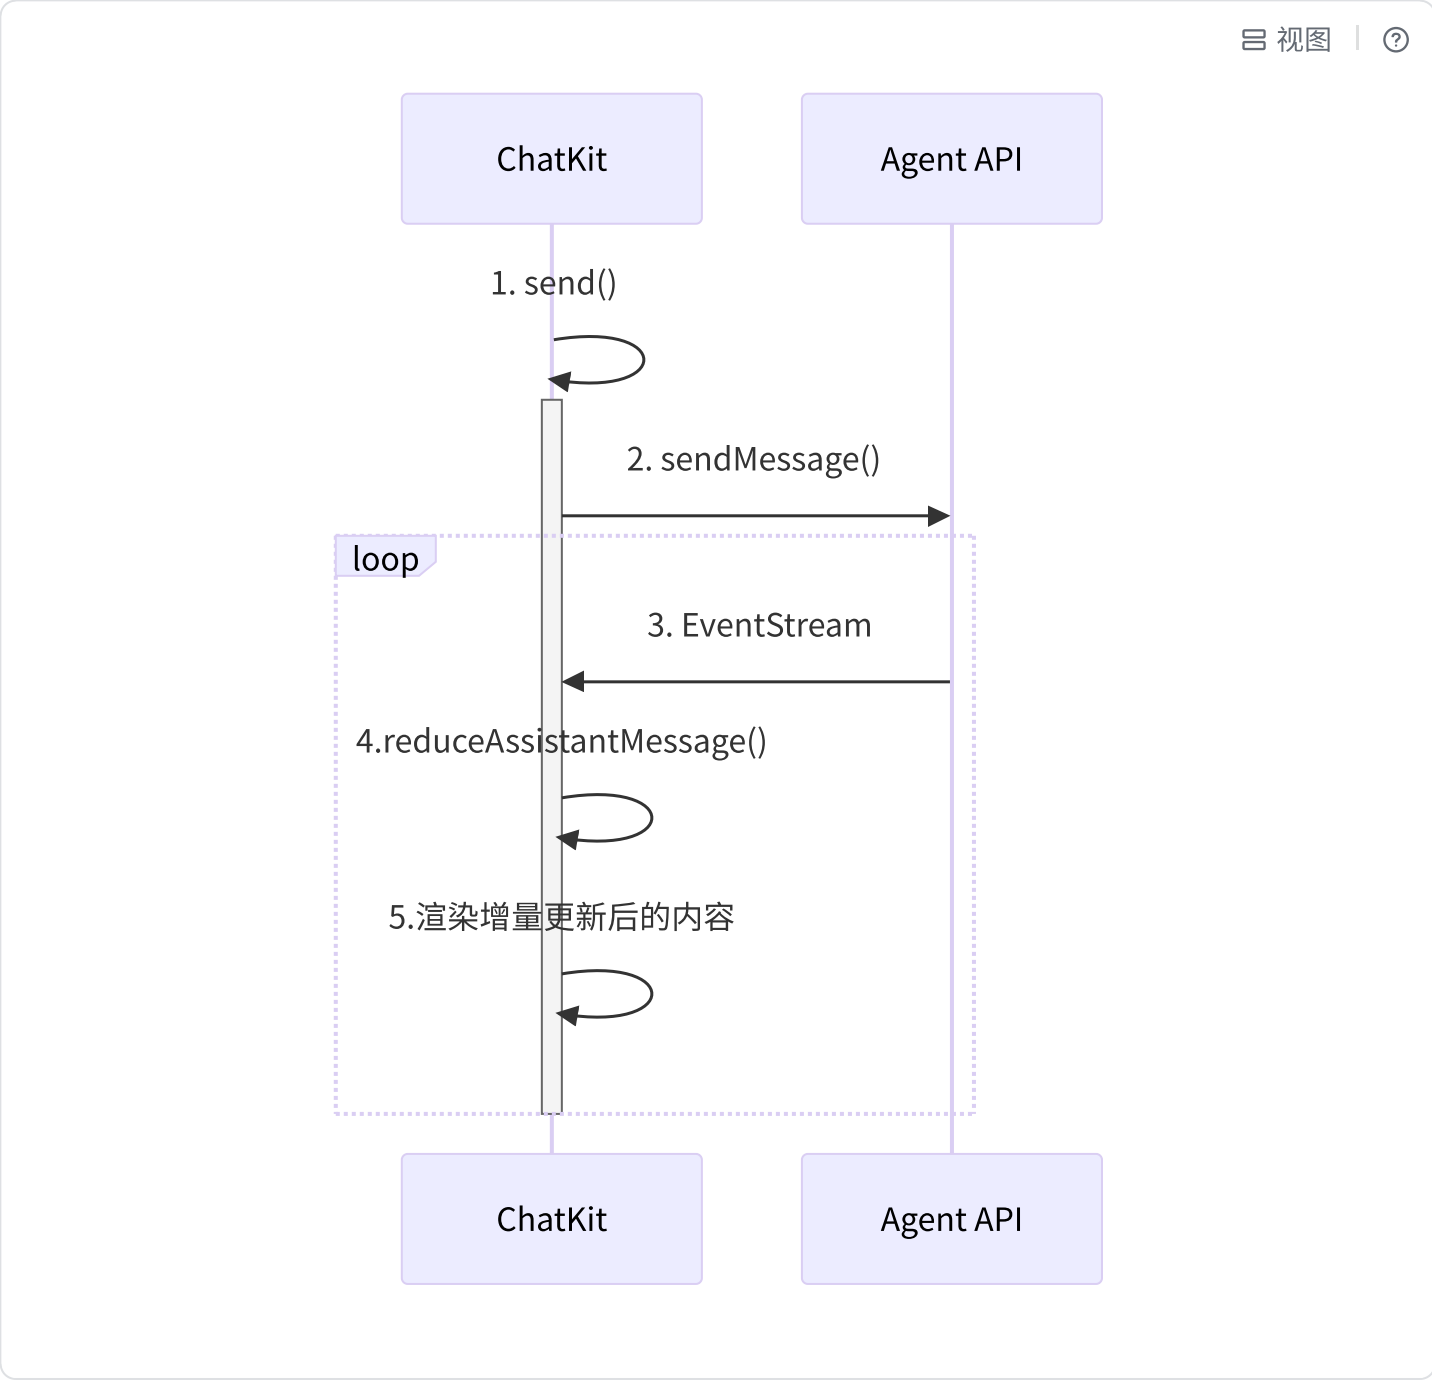 视图
ChatKit
Agent API
1. send()
2. sendMessage()
loop
3. EventStream
4.reduceAssistantMessage()
5.渲染增量更新后的内容
ChatKit
Agent API